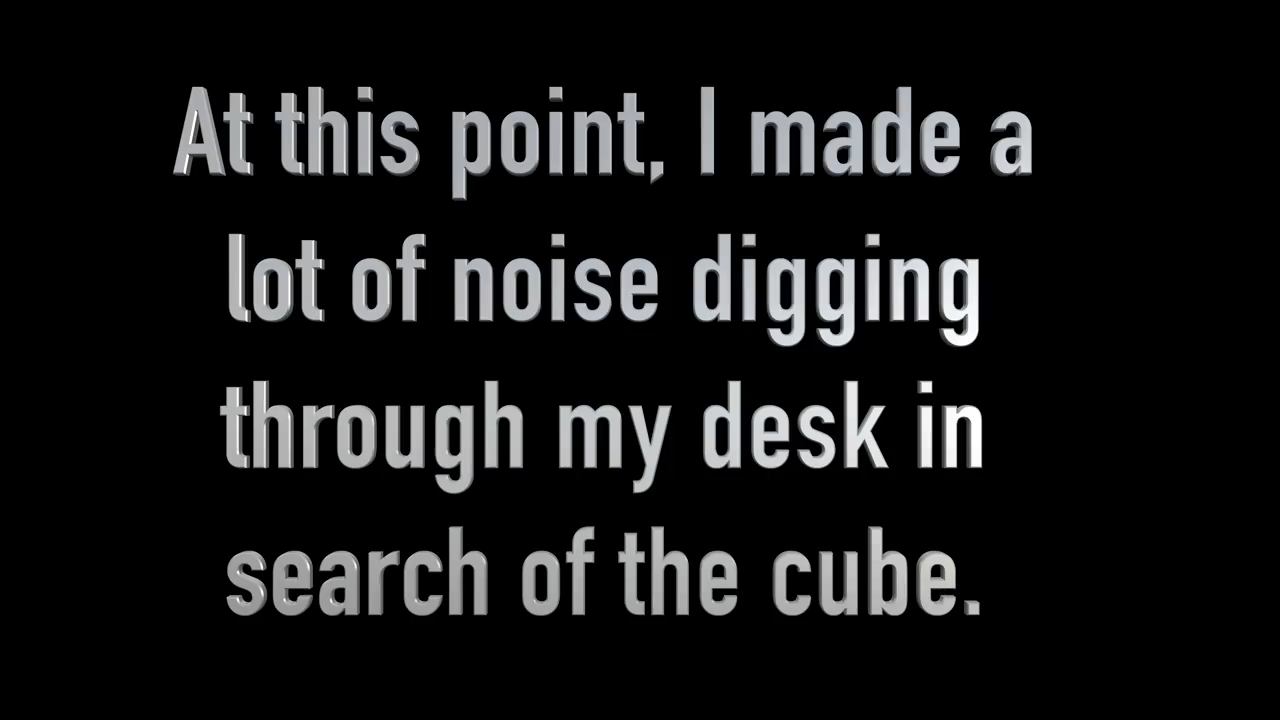 At this point, I made a
lot of noise digging
through my desk in
search of the cube.